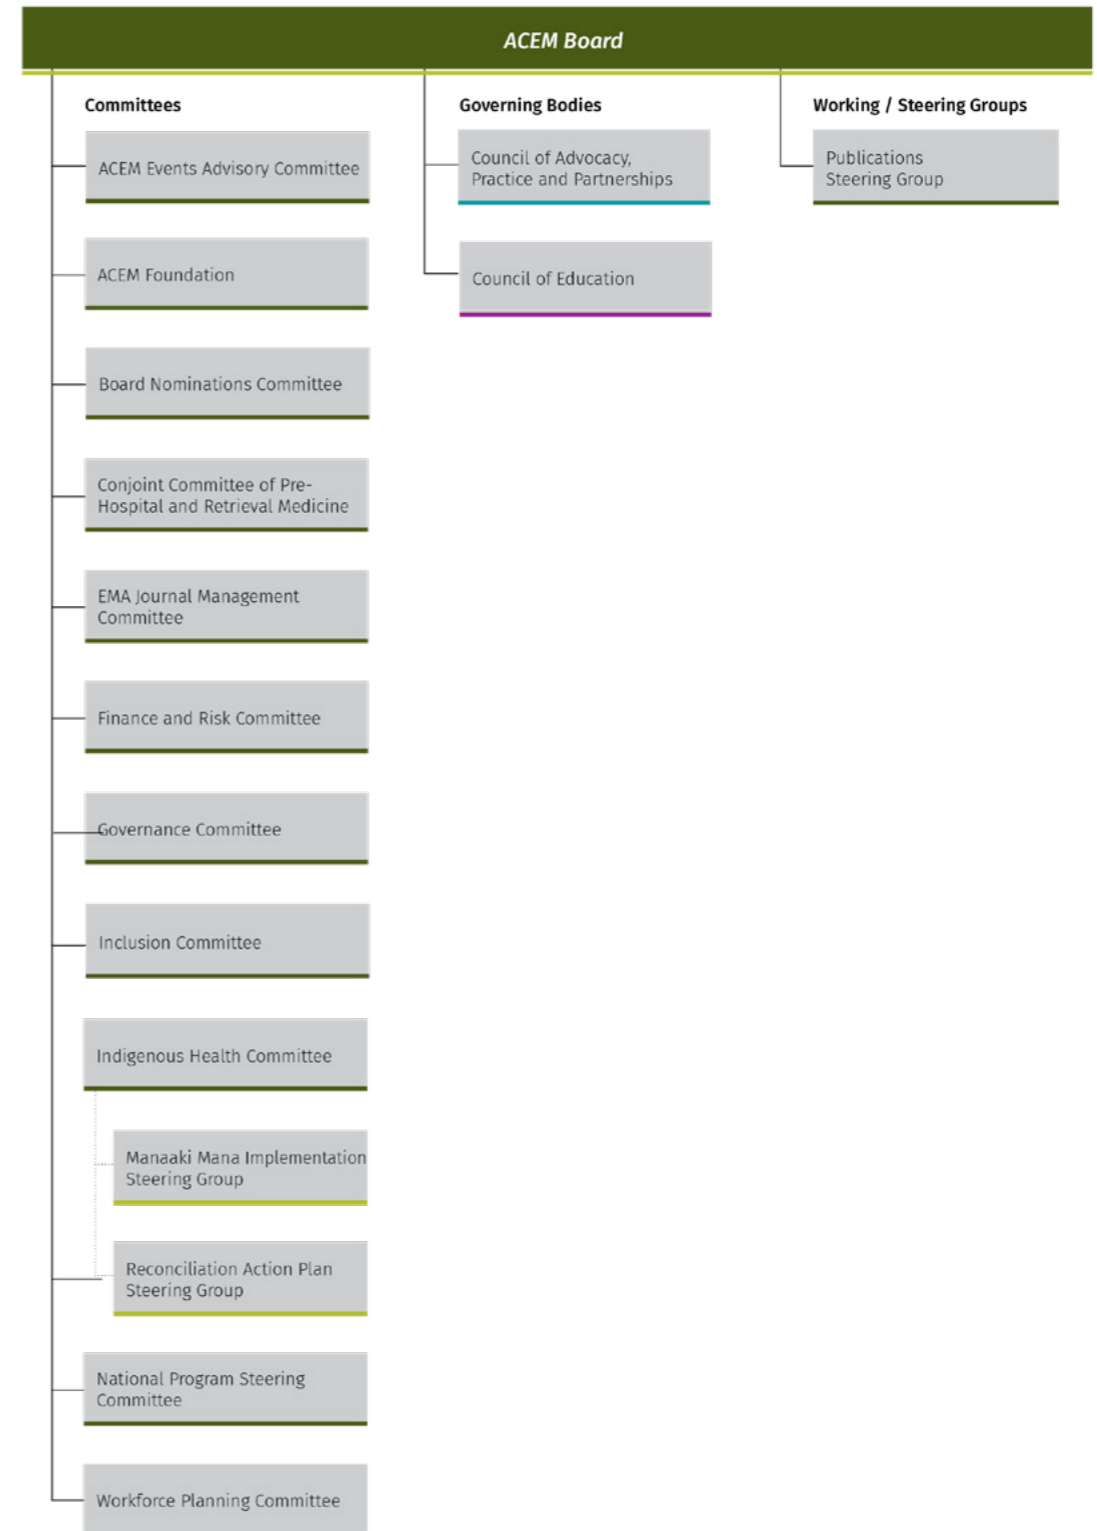 ACEM Board
Committees
ACEM Events Advisory Committee
ACEM Foundation
Board Nominations Committee
Conjoint Committee of Pre-
Hospital and Retrieval Medicine
EMA Journal Management
Committee
Finance and Risk Committee
Governance Committee
Inclusion Committee
Indigenous Health Committee
Manaaki Mana Implementation
Steering Group
Reconciliation Action Plan
Steering Group
National Program Steering
Committee
Workforce Planning Committee
Governing Bodies
Council of Advocacy,
Practice and Partnerships
Council of Education
Working / Steering Groups
Publications
Steering Group